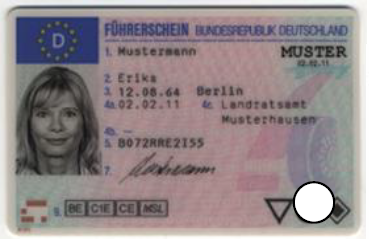 D FÜHRERSCHEIN BUNDESREPUBLIK DEUTSCHLAND
1. Mustermann MUSTER
02.02.11
2. Erika
3. 12.08.64 Berlin
4a.02.02.11 4c. Landratsamt
Musterhausen
4b. —
5. B072RRE2I55
7.
9. BE C1E CE MSL